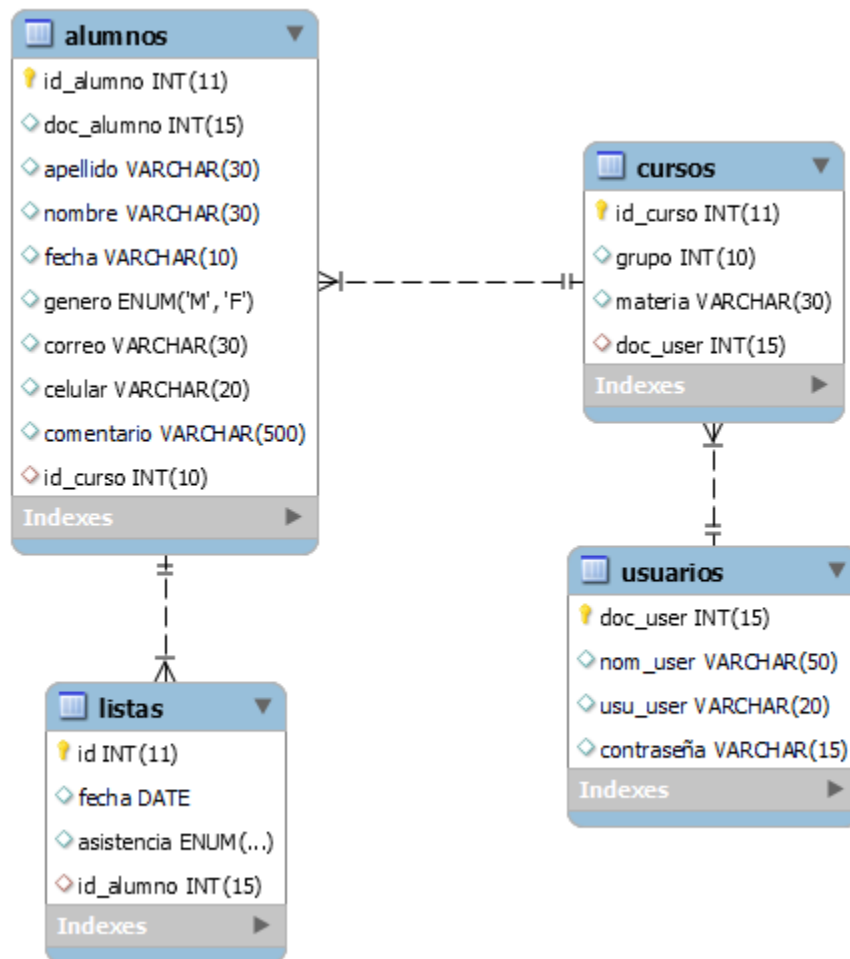 alumnos
id_alumno INT(11)
doc_alumno INT(15)
apellido VARCHAR(30)
nombre VARCHAR(30)
fecha VARCHAR(10)
genero ENUM('M', 'F')
correo VARCHAR(30)
celular VARCHAR(20)
comentario VARCHAR(500)
id_curso INT(10)
Indexes
cursos
id_curso INT(11)
grupo INT(10)
materia VARCHAR(30)
doc_user INT(15)
Indexes
usuarios
doc_user INT(15)
nom_user VARCHAR(50)
usu_user VARCHAR(20)
contraseña VARCHAR(15)
Indexes
listas
id INT(11)
fecha DATE
asistencia ENUM(...)
id_alumno INT(15)
Indexes